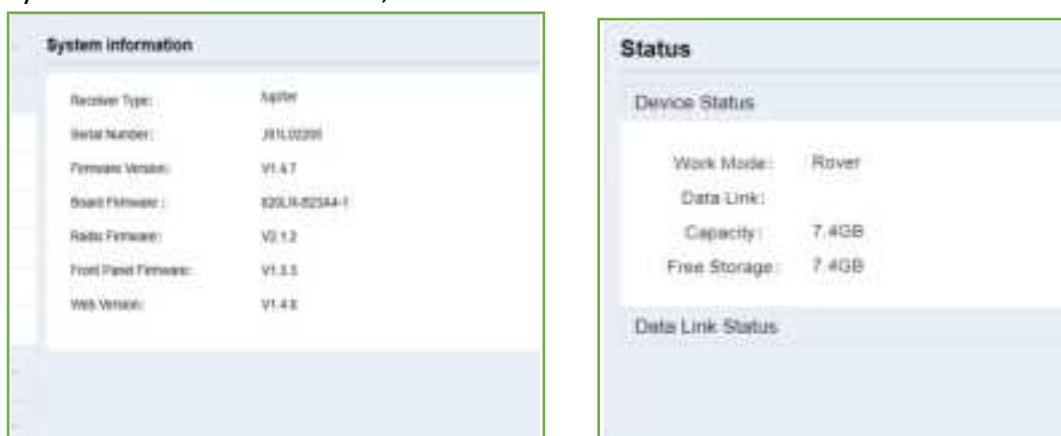 System information
Receiver Type: Jupiter
Serial Number:
Firmware Version: V1.4.7
Board Firmware:
Radio Firmware: V2.1.2
Front Panel Firmware: V1.3.5
Web Version: V1.4.8
Status
Device Status
Work Mode: Rover
Data Link:
Capacity: 7.4GB
Free Storage: 7.4GB
Data Link Status